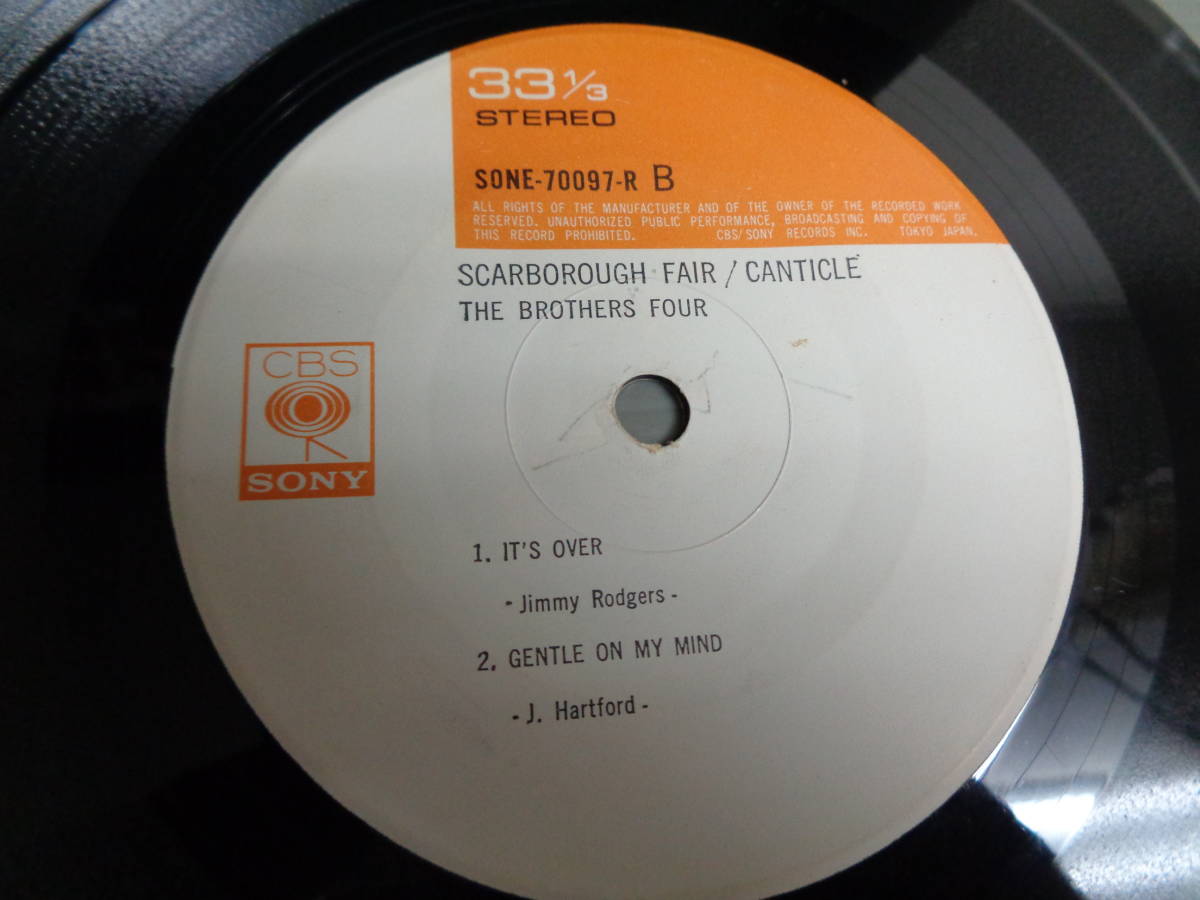 33 1/3
STEREO
SONE-70097-R B
ALL RIGHTS OF THE MANUFACTURER AND OF THE OWNER OF THE RECORDED WORK
RESERVED. UNAUTHORIZED PUBLIC PERFORMANCE, BROADCASTING AND COPYING OF
THIS RECORD PROHIBITED. CBS/SONY RECORDS INC. TOKYO JAPAN.
SCARBOROUGH FAIR / CANTICLE
THE BROTHERS FOUR
CBS
SONY
1. IT'S OVER
- Jimmy Rodgers -
2. GENTLE ON MY MIND
- J. Hartford -